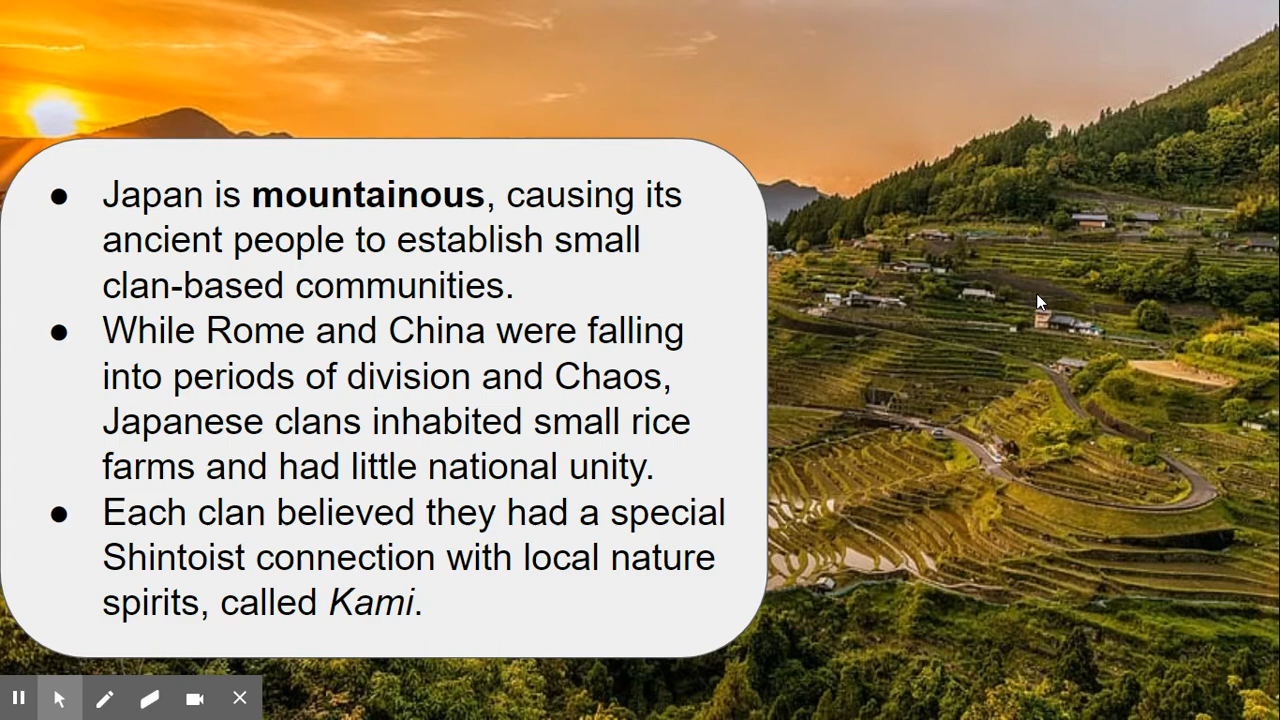 ● Japan is mountainous, causing its
ancient people to establish small
clan-based communities.
● While Rome and China were falling
into periods of division and Chaos,
Japanese clans inhabited small rice
farms and had little national unity.
● Each clan believed they had a special
Shintoist connection with local nature
spirits, called Kami.